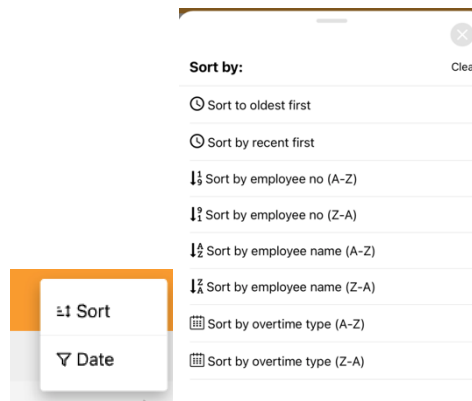 Sort by:
Clea
Sort to oldest first
Sort by recent first
Sort by employee no (A-Z)
Sort by employee no (Z-A)
Sort by employee name (A-Z)
Sort by employee name (Z-A)
Sort by overtime type (A-Z)
Sort by overtime type (Z-A)
Sort
Date